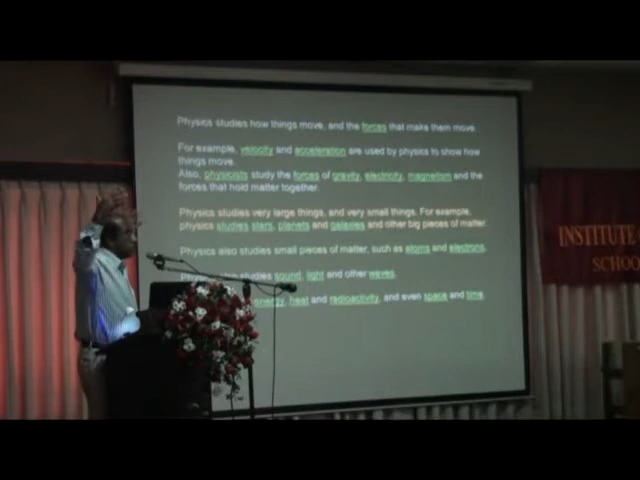 Physics studies how things move, and the forces that make them move.
For example, velocity and acceleration are used by physics to show how
things move.
Also, physicists study the forces of gravity, electricity, magnetism and the
forces that hold matter together.
Physics studies very large things, and very small things. For example,
physics studies stars, planets and galaxies and other big pieces of matter.
Physics also studies small pieces of matter, such as atoms and electrons.
sound, light and other waves.
energy, heat and radioactivity, and even space and time.
INSTITUTE
SCHOO